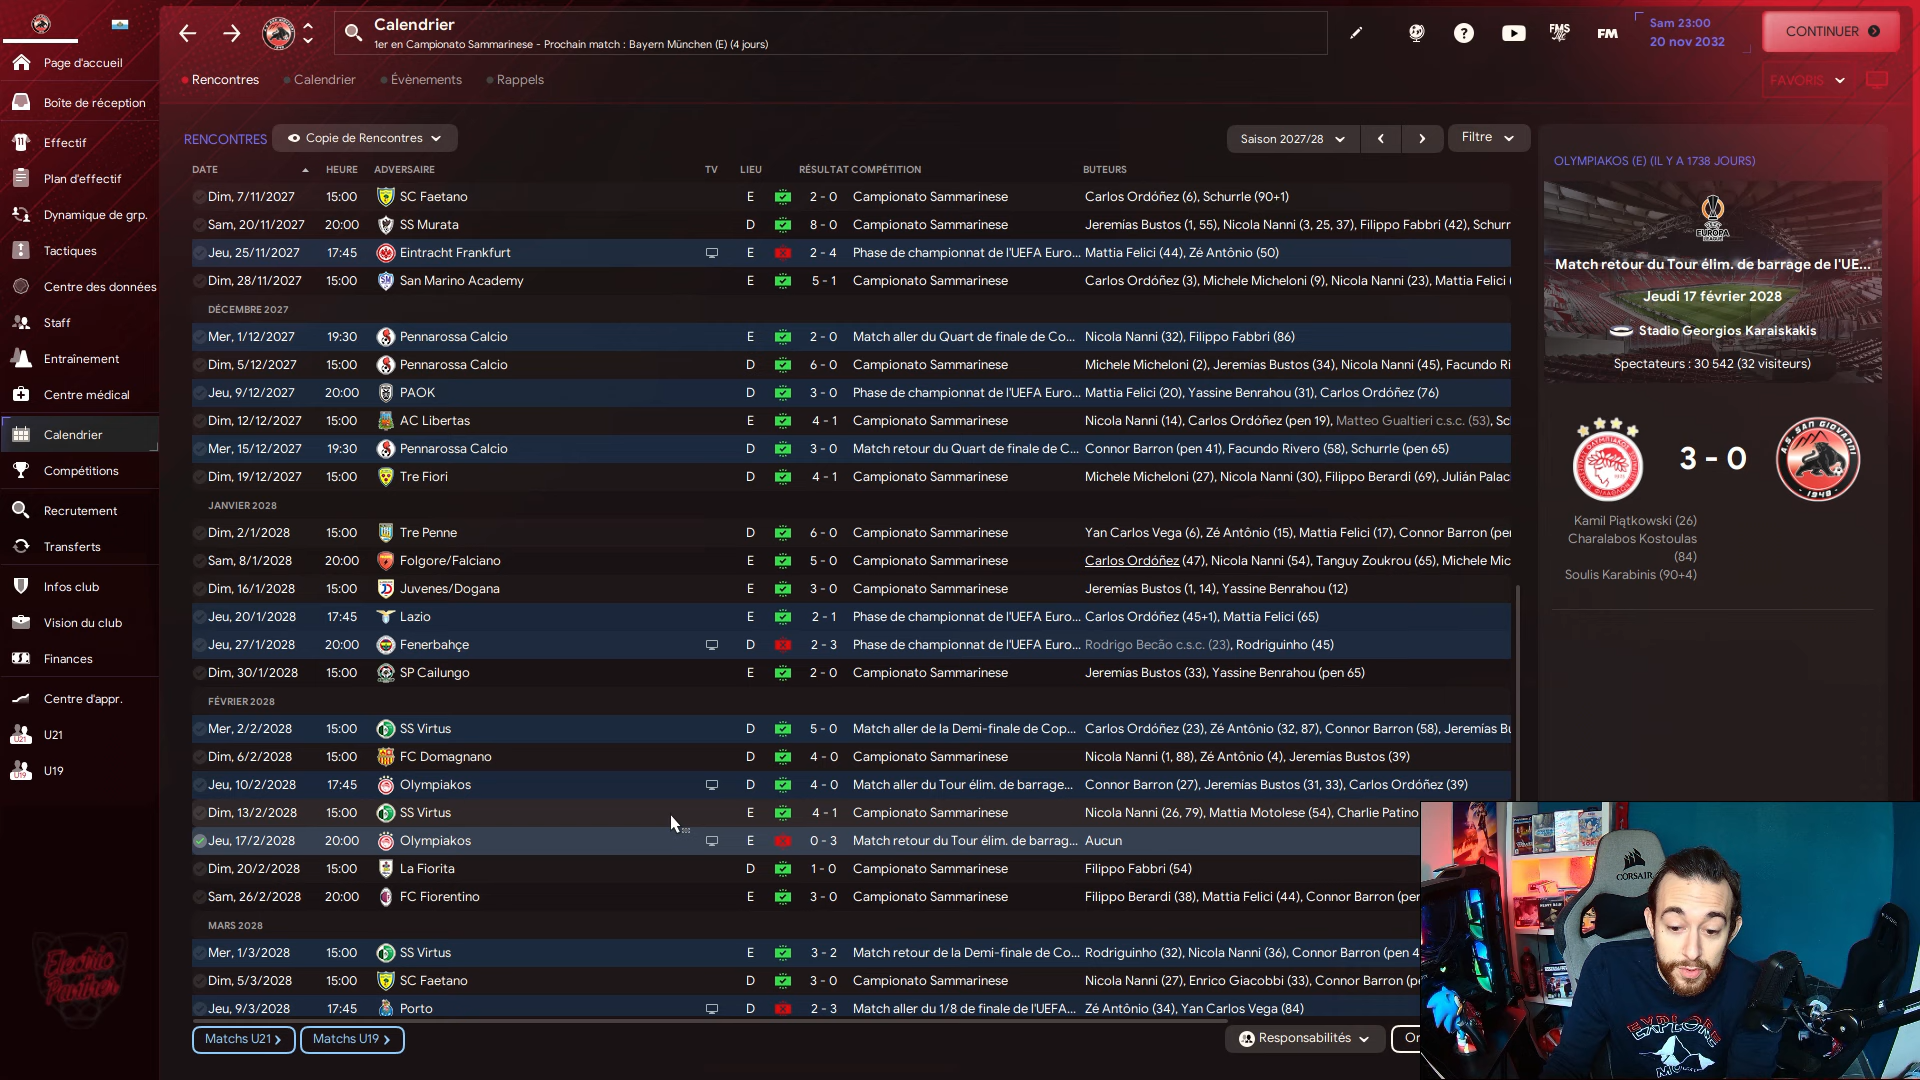 Calendrier
1er en Campionato Sammarinese - Prochain match : Bayern München (E) (4 jours)
FMS
FM
Sam 23:00
20 nov 2032
CONTINUER
Page d'accueil
Boîte de réception
Effectif
Plan d'effectif
Dynamique de grp.
Tactiques
Centre des données
Staff
Entraînement
Centre médical
Calendrier
Compétitions
Recrutement
Transferts
Infos club
Vision du club
Finances
Centre d'appr.
U21
U19
Electric
Panther
Rencontres Calendrier Évènements Rappels
FAVORIS
RENCONTRES Copie de Rencontres
Saison 2027/28
Filtre
DATE HEURE ADVERSAIRE TV LIEU RÉSULTAT COMPÉTITION BUTEURS
Dim, 7/11/2027 15:00 SC Faetano E 2 - 0 Campionato Sammarinese Carlos Ordóñez (6), Schurrle (90+1)
Sam, 20/11/2027 20:00 SS Murata D 8 - 0 Campionato Sammarinese Jeremías Bustos (1, 55), Nicola Nanni (3, 25, 37), Filippo Fabbri (42), Schurr
Jeu, 25/11/2027 17:45 Eintracht Frankfurt E 2 - 4 Phase de championnat de l'UEFA Euro... Mattia Felici (44), Zé Antônio (50)
Dim, 28/11/2027 15:00 San Marino Academy E 5 - 1 Campionato Sammarinese Carlos Ordóñez (3), Michele Micheloni (9), Nicola Nanni (23), Mattia Felici (
DÉCEMBRE 2027
Mer, 1/12/2027 19:30 Pennarossa Calcio E 2 - 0 Match aller du Quart de finale de Co... Nicola Nanni (32), Filippo Fabbri (86)
Dim, 5/12/2027 15:00 Pennarossa Calcio D 6 - 0 Campionato Sammarinese Michele Micheloni (2), Jeremías Bustos (34), Nicola Nanni (45), Facundo Ri
Jeu, 9/12/2027 20:00 PAOK D 3 - 0 Phase de championnat de l'UEFA Euro... Mattia Felici (20), Yassine Benrahou (31), Carlos Ordóñez (76)
Dim, 12/12/2027 15:00 AC Libertas E 4 - 1 Campionato Sammarinese Nicola Nanni (14), Carlos Ordóñez (pen 19), Matteo Gualtieri c.s.c. (53), Sc
Mer, 15/12/2027 19:30 Pennarossa Calcio D 3 - 0 Match retour du Quart de finale de C... Connor Barron (pen 41), Facundo Rivero (58), Schurrle (pen 65)
Dim, 19/12/2027 15:00 Tre Fiori D 4 - 1 Campionato Sammarinese Michele Micheloni (27), Nicola Nanni (30), Filippo Berardi (69), Julián Palac
JANVIER 2028
Dim, 2/1/2028 15:00 Tre Penne D 6 - 0 Campionato Sammarinese Yan Carlos Vega (6), Zé Antônio (15), Mattia Felici (17), Connor Barron (per
Sam, 8/1/2028 20:00 Folgore/Falciano E 5 - 0 Campionato Sammarinese Carlos Ordóñez (47), Nicola Nanni (54), Tanguy Zoukrou (65), Michele Mic
Dim, 16/1/2028 15:00 Juvenes/Dogana E 3 - 0 Campionato Sammarinese Jeremías Bustos (1, 14), Yassine Benrahou (12)
Jeu, 20/1/2028 17:45 Lazio E 2 - 1 Phase de championnat de l'UEFA Euro... Carlos Ordóñez (45+1), Mattia Felici (65)
Jeu, 27/1/2028 20:00 Fenerbahçe D 2 - 3 Phase de championnat de l'UEFA Euro... Rodrigo Becão c.s.c. (23), Rodriguinho (45)
Dim, 30/1/2028 15:00 SP Cailungo E 2 - 0 Campionato Sammarinese Jeremías Bustos (33), Yassine Benrahou (pen 65)
FÉVRIER 2028
Mer, 2/2/2028 15:00 SS Virtus D 5 - 0 Match aller de la Demi-finale de Cop... Carlos Ordóñez (23), Zé Antônio (32, 87), Connor Barron (58), Jeremías Bu
Dim, 6/2/2028 15:00 FC Domagnano D 4 - 0 Campionato Sammarinese Nicola Nanni (1, 88), Zé Antônio (4), Jeremías Bustos (39)
Jeu, 10/2/2028 17:45 Olympiakos D 4 - 0 Match aller du Tour élim. de barrage... Connor Barron (27), Jeremías Bustos (31, 33), Carlos Ordóñez (39)
Dim, 13/2/2028 15:00 SS Virtus E 4 - 1 Campionato Sammarinese Nicola Nanni (26, 79), Mattia Motolese (54), Charlie Patino
Jeu, 17/2/2028 20:00 Olympiakos E 0 - 3 Match retour du Tour élim. de barrag... Aucun
Dim, 20/2/2028 15:00 La Fiorita D 1 - 0 Campionato Sammarinese Filippo Fabbri (54)
Sam, 26/2/2028 20:00 FC Fiorentino E 3 - 0 Campionato Sammarinese Filippo Berardi (38), Mattia Felici (44), Connor Barron (per
MARS 2028
Mer, 1/3/2028 15:00 SS Virtus E 3 - 2 Match retour de la Demi-finale de Co... Rodriguinho (32), Nicola Nanni (36), Connor Barron (pen 4
Dim, 5/3/2028 15:00 SC Faetano D 3 - 0 Campionato Sammarinese Nicola Nanni (27), Enrico Giacobbi (33), Connor Barron (p
Jeu, 9/3/2028 17:45 Porto D 2 - 3 Match aller du 1/8 de finale de l'UEFA... Zé Antônio (34), Yan Carlos Vega (84)
Matchs U21
Matchs U19
Responsabilités
Or
OLYMPIAKOS (E) (IL Y A 1738 JOURS)
EUROPA
LEAGUE
Match retour du Tour élim. de barrage de l'UE...
Jeudi 17 février 2028
Stadio Georgios Karaiskakis
Spectateurs : 30 542 (32 visiteurs)
3 - 0
A.S. SAN GIOVANNI
1948
Kamil Piątkowski (26)
Charalabos Kostoulas
(84)
Soulis Karabinis (90+4)
CORSAIR
EXPLORE